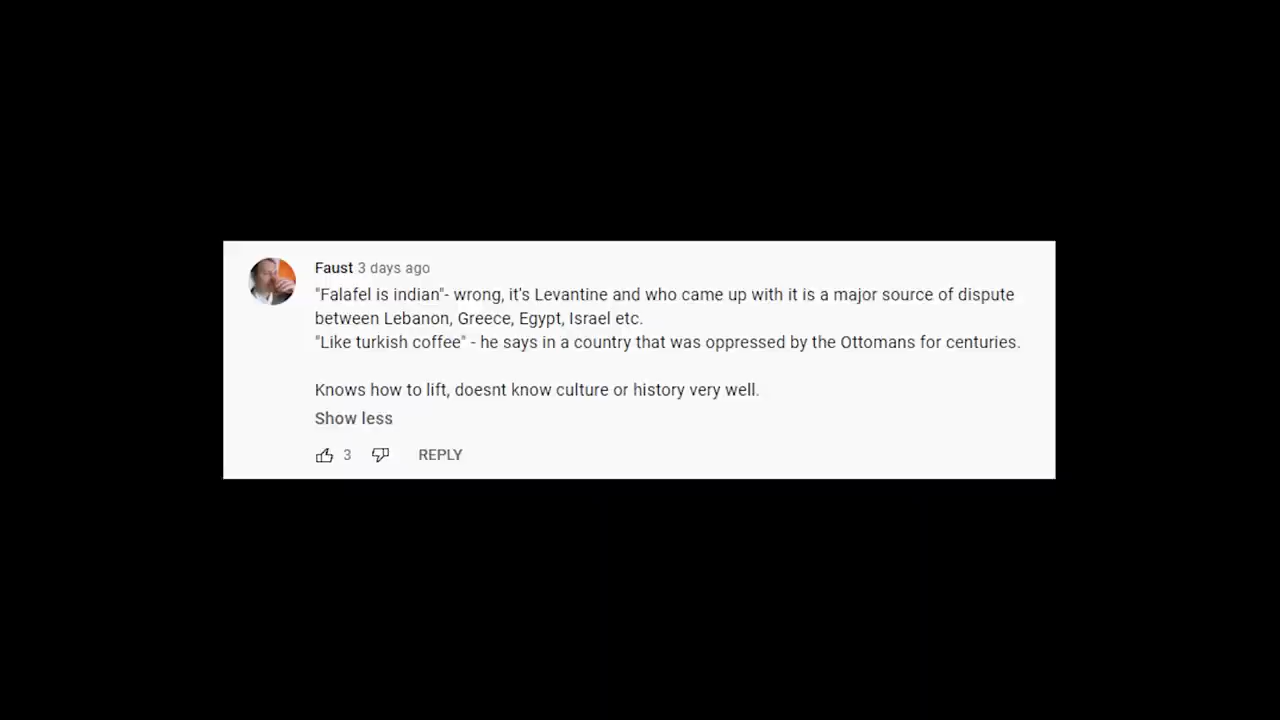 Faust 3 days ago
"Falafel is indian"- wrong, it's Levantine and who came up with it is a major source of dispute
between Lebanon, Greece, Egypt, Israel etc.
"Like turkish coffee" - he says in a country that was oppressed by the Ottomans for centuries.
Knows how to lift, doesnt know culture or history very well.
Show less
3 REPLY